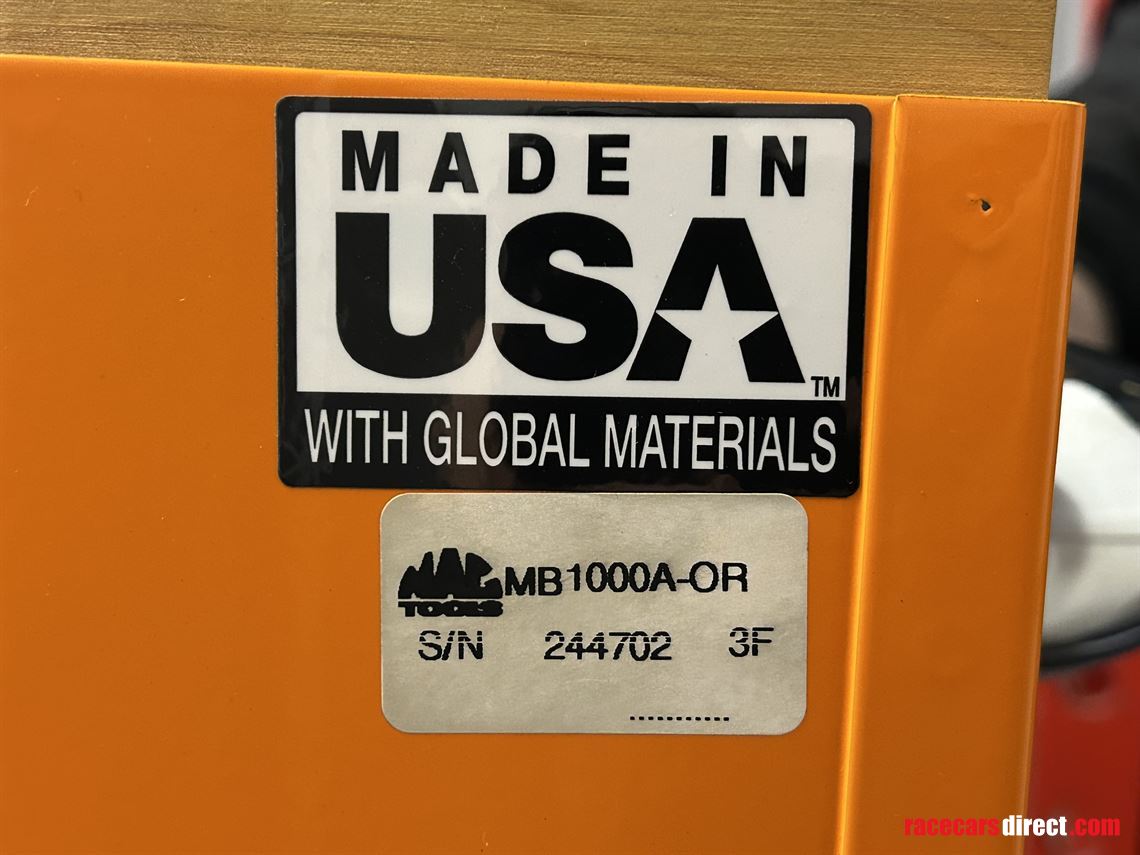 MADE IN
USA
TM
WITH GLOBAL MATERIALS
MAC TOOLS
MB1000A-OR
S/N 244702 3F
racecarsdirect.com